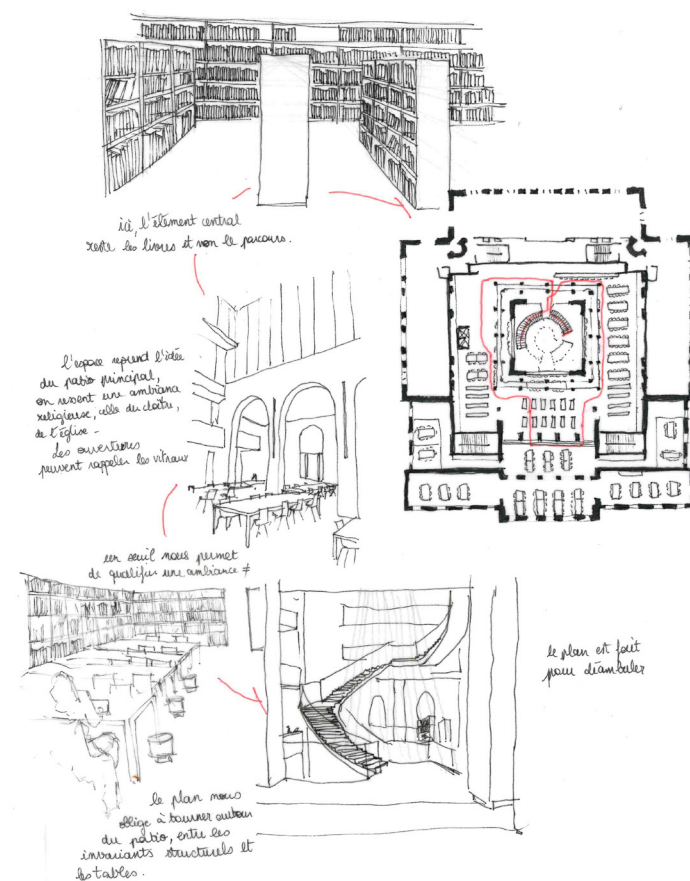 ici, l'élément central
reste les livres et non le parcours.
l'espace reprend l'idée
du patio principal,
on ressent une ambiance
religieuse, celle du cloître,
de l'église -
Les ouvertures
peuvent rappeler les vitraux
un seuil nous permet
de qualifier une ambiance ≠
le plan est fait
pour déambuler
le plan nous
oblige à tourner autour
du patio, entre les
invariants structurels et
les tables.